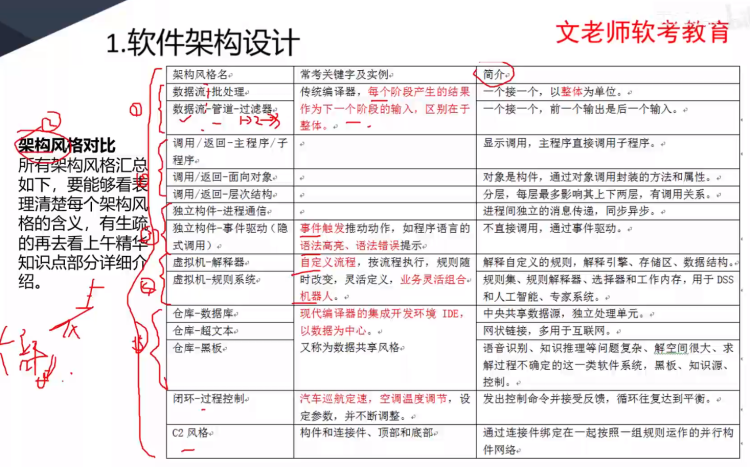 1.软件架构设计
文老师软考教育
架构风格对比
所有架构风格汇总
如下，要能够看表
理清楚每个架构风
格的含义，有生疏
的再去看上午精华
知识点部分详细介
绍。
架构风格名 常考关键字及实例 简介
数据流-批处理 传统编译器，每个阶段产生的结果 一个接一个，以整体为单位。
数据流-管道-过滤器 作为下一个阶段的输入，区别在于 一个接一个，前一个输出是后一个输入。
整体。
调用/返回-主程序/子 显示调用，主程序直接调用子程序。
程序
调用/返回-面向对象 对象是构件，通过对象调用封装的方法和属性。
调用/返回-层次结构 分层，每层最多影响其上下两层，有调用关系。
独立构件-进程通信 进程间独立的消息传递，同步异步。
独立构件-事件驱动（隐 事件触发推动动作，如程序语言的 不直接调用，通过事件驱动。
式调用） 语法高亮、语法错误提示
虚拟机-解释器 自定义流程，按流程执行，规则随 解释自定义的规则，解释引擎、存储区、数据结构。
虚拟机-规则系统 时改变，灵活定义，业务灵活组合 规则集、规则解释器、选择器和工作内存，用于 DSS
机器人。 和人工智能、专家系统。
仓库-数据库 现代编译器的集成开发环境 IDE， 中央共享数据源，独立处理单元。
仓库-超文本 以数据为中心。 网状链接，多用于互联网。
仓库-黑板 又称为数据共享风格 语音识别、知识推理等问题复杂、解空间很大、求
解过程不确定的这一类软件系统，黑板、知识源、
控制。
闭环-过程控制 汽车巡航定速，空调温度调节，设 发出控制命令并接受反馈，循环往复达到平衡。
定参数，并不断调整。
C2 风格 构件和连接件、顶部和底部 通过连接件绑定在一起按照一组规则运作的并行构
件网络